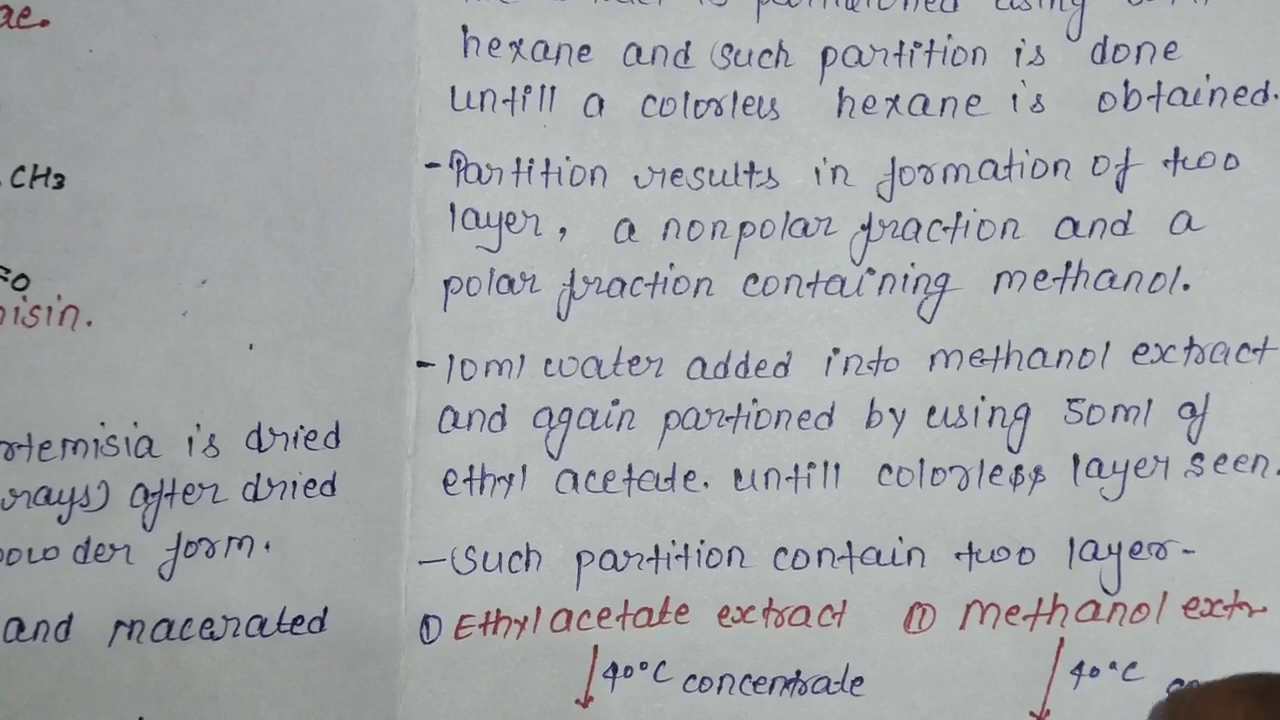 ae.
CH3
isin.
rtemisia is dried
rays) after dried
powder form.
and macerated
using
hexane and such partition is done
untill a colorless hexane is obtained.
- Partition results in formation of two
layer, a nonpolar fraction and a
polar fraction containing methanol.
- 10ml water added into methanol extract
and again partioned by using 50ml of
ethyl acetate. untill colorless layer seen.
- Such partition contain two layer-
① Ethyl acetate extract ⑪ methanol extr
40°C concentrate
40°C